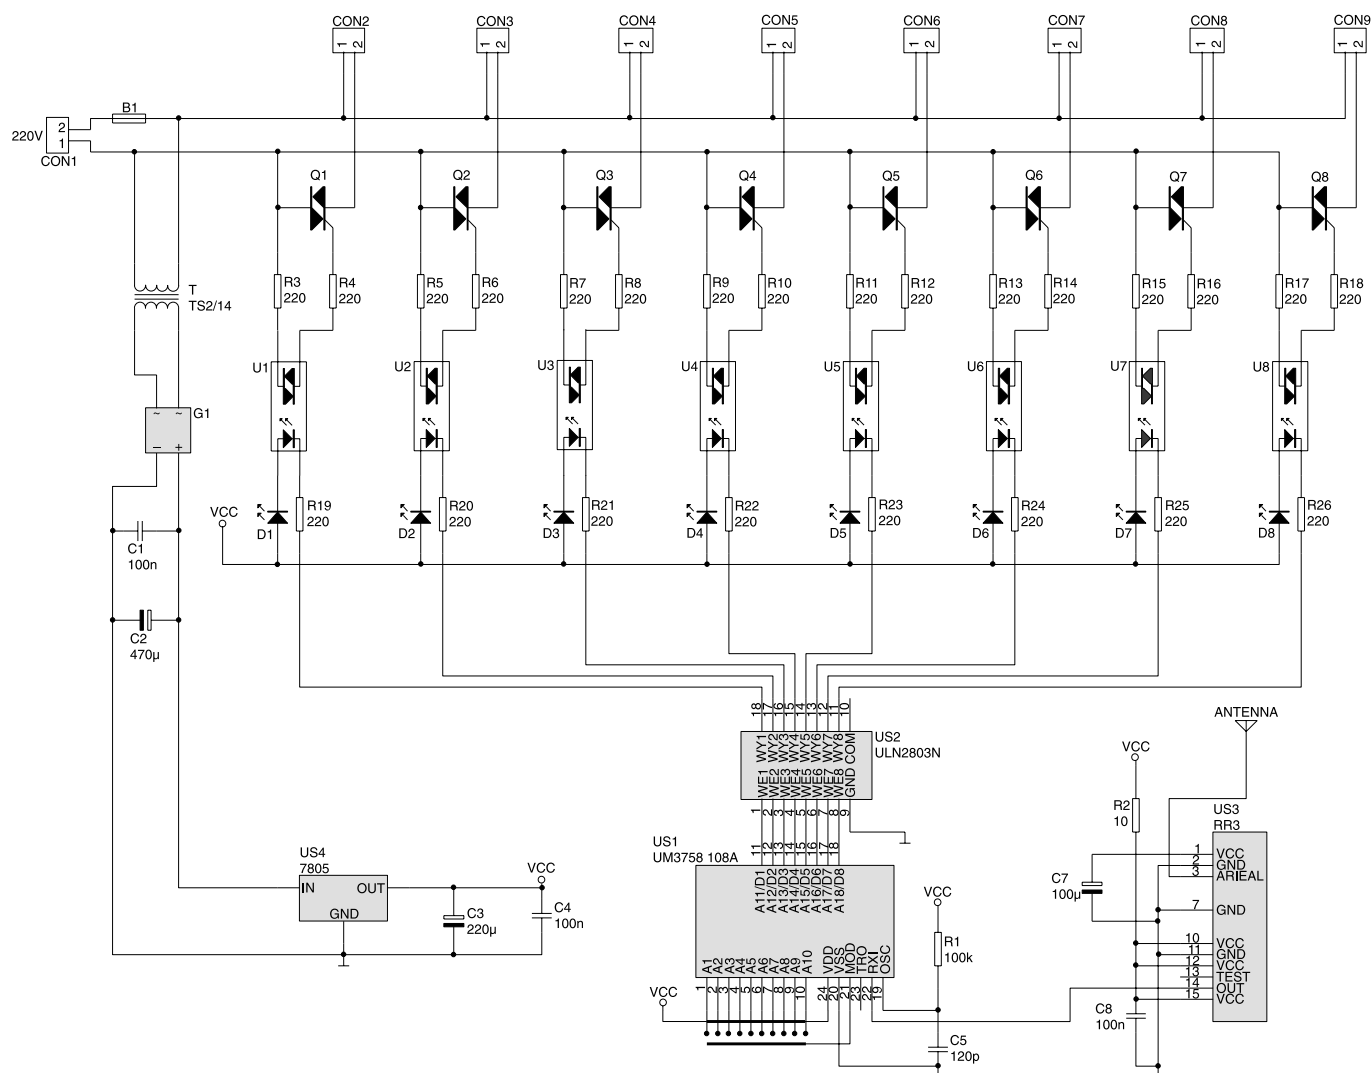 CON2 CON3 CON4 CON5 CON6 CON7 CON8 CON9
1 2 1 2 1 2 1 2 1 2 1 2 1 2 1 2
B1
220V 2
1
CON1
Q1 Q2 Q3 Q4 Q5 Q6 Q7 Q8
T
TS2/14
R3 220 R4 220 R5 220 R6 220 R7 220 R8 220 R9 220 R10 220 R11 220 R12 220 R13 220 R14 220 R15 220 R16 220 R17 220 R18 220
U1 U2 U3 U4 U5 U6 U7 U8
~ ~ G1
– +
R19 220 R20 220 R21 220 R22 220 R23 220 R24 220 R25 220 R26 220
VCC
D1 D2 D3 D4 D5 D6 D7 D8
C1
100n
C2
470µ
18 17 16 15 14 13 12 11 10
WY1 WY2 WY3 WY4 WY5 WY6 WY7 WY8 COM
WE1 WE2 WE3 WE4 WE5 WE6 WE7 WE8 GND
US2
ULN2803N
1 2 3 4 5 6 7 8 9
US1
UM3758 108A
11 12 13 14 15 16 17 18
A11/D1 A12/D2 A13/D3 A14/D4 A15/D5 A16/D6 A17/D7 A18/D8
A1 A2 A3 A4 A5 A6 A7 A8 A9 A10 VDD VSS MOD TRO RXI OSC
1 2 3 4 5 6 7 8 9 10 24 20 21 23 22 19
VCC
VCC
R1
100k
C5
120p
US4
7805
IN OUT
GND
VCC
C3
220µ
C4
100n
ANTENNA
VCC
R2
10
US3
RR3
C7
100µ
1 VCC
2 GND
3 ARIEAL
7 GND
10 VCC
11 GND
12 VCC
13 TEST
14 OUT
15 VCC
C8
100n